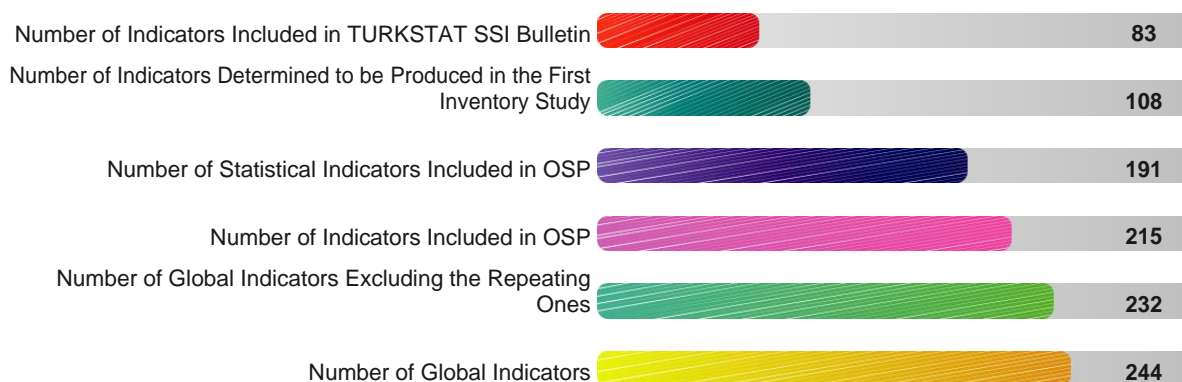 Number of Indicators Included in TURKSTAT SSI Bulletin 83
Number of Indicators Determined to be Produced in the First
Inventory Study 108
Number of Statistical Indicators Included in OSP 191
Number of Indicators Included in OSP 215
Number of Global Indicators Excluding the Repeating
Ones 232
Number of Global Indicators 244